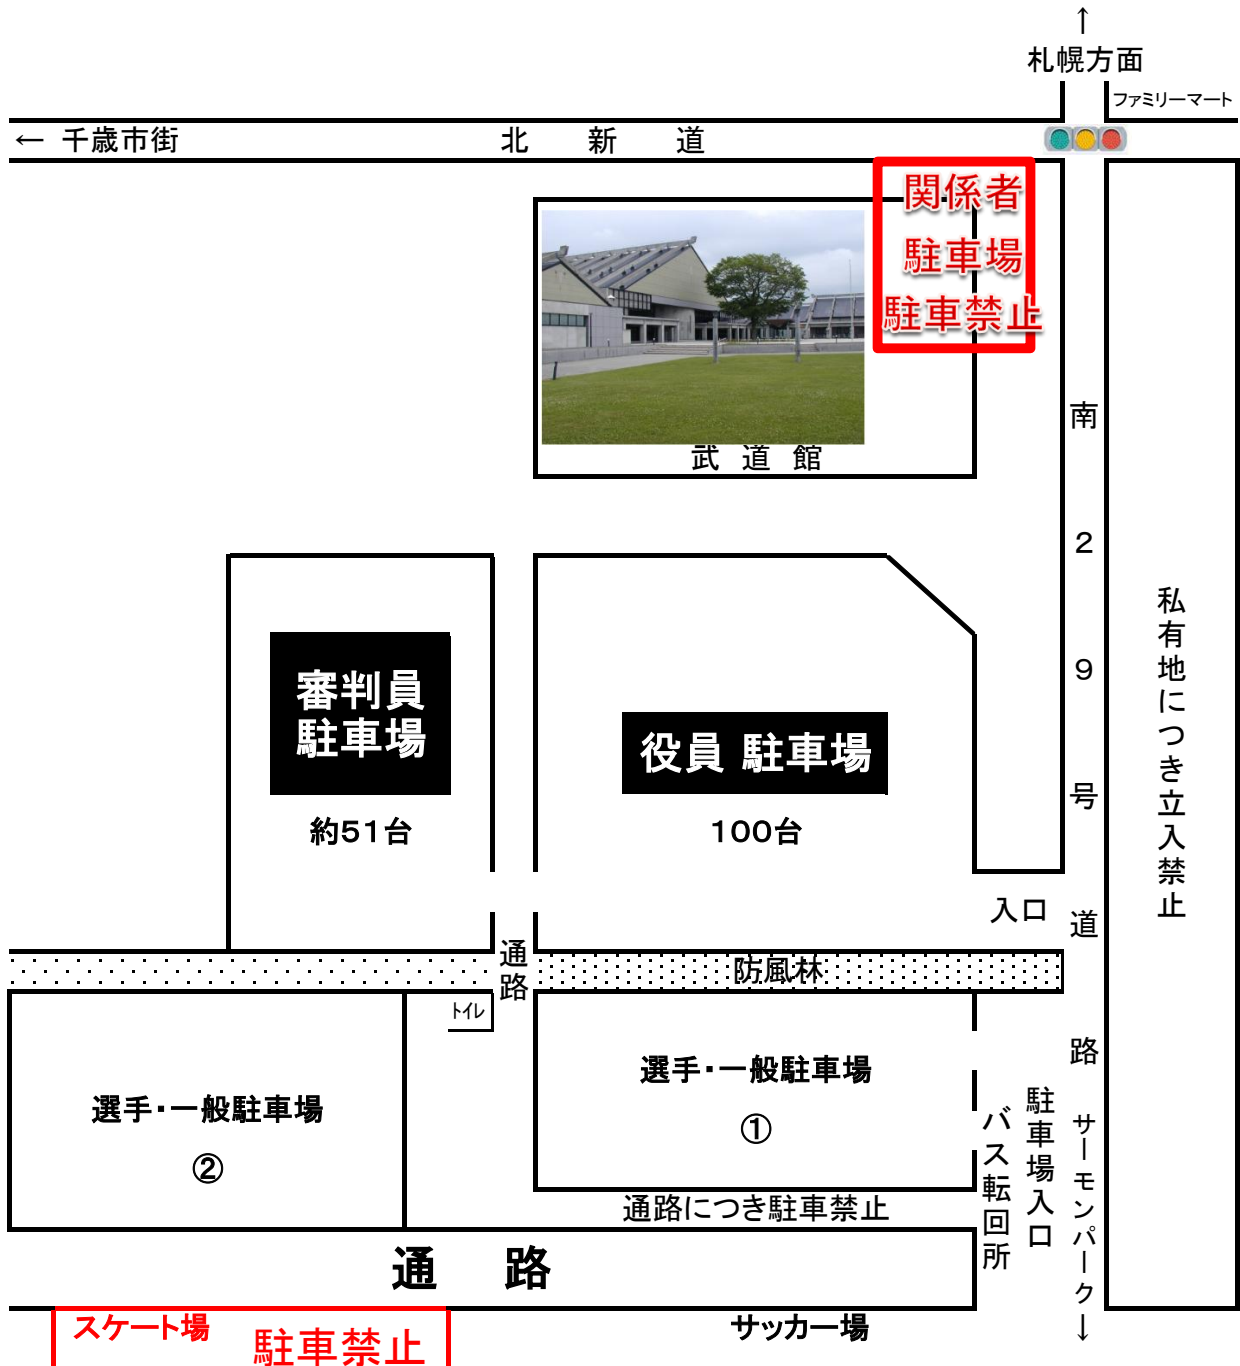 ↑
札幌方面
ファミリーマート
← 千歳市街
北 新 道
関係者
駐車場
駐車禁止
武 道 館
南29号道路
私有地につき立入禁止
審判員
駐車場
約51台
役員 駐車場
100台
入口
通路
防風林
トイレ
選手・一般駐車場
①
選手・一般駐車場
②
バス転回所
駐車場入口
サーモンパーク
↓
通路につき駐車禁止
通 路
スケート場
駐車禁止
サッカー場